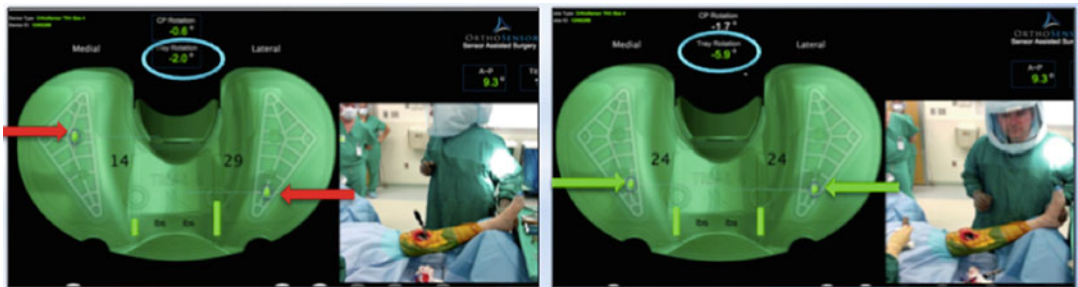 CP Rotation
-0.6°
Tray Rotation
-2.0°
Medial
Lateral
ORTHOSENSOR
Sensor Assisted Surgery
A-P
9.3°
14
29
lbs lbs
CP Rotation
-1.7°
Tray Rotation
-5.9°
Medial
Lateral
ORTHOSENS
Sensor Assisted Sur
A-P
9.3°
24
24
lbs lbs